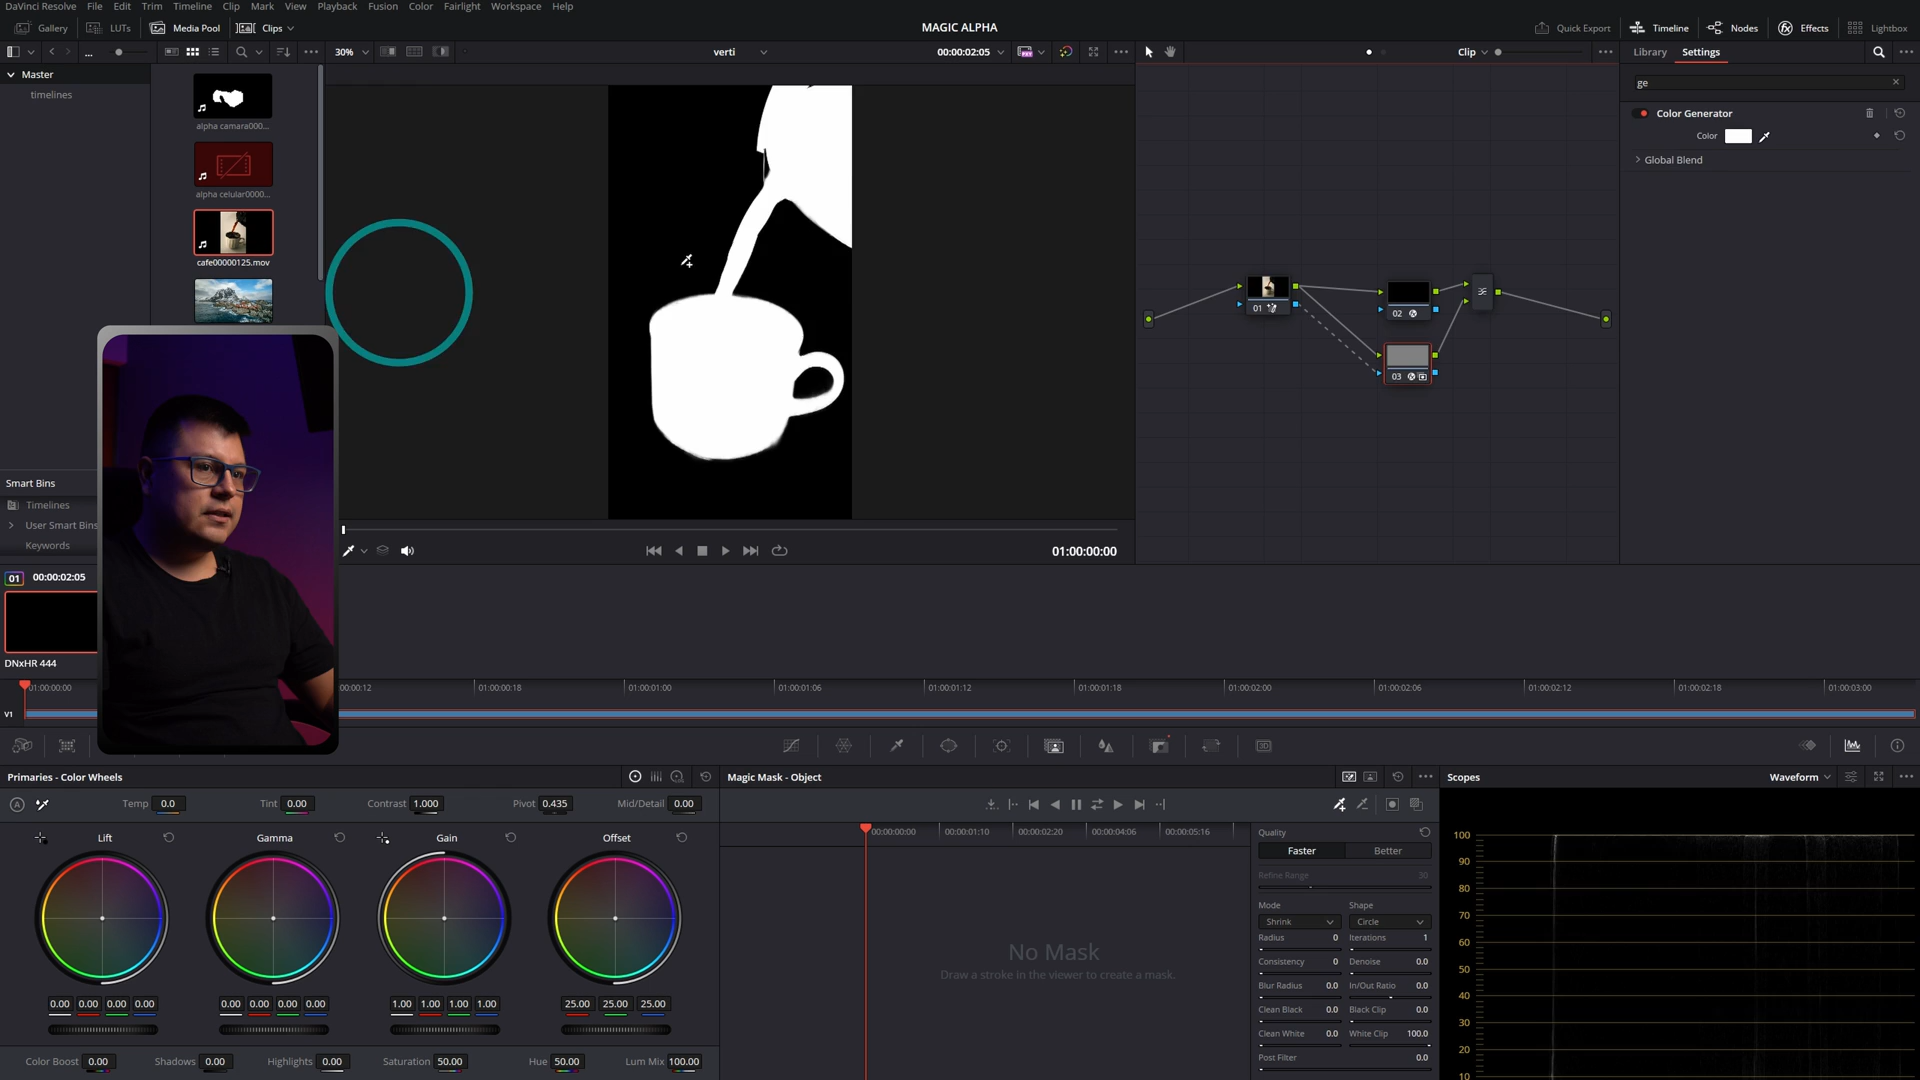 DaVinci Resolve File Edit Trim Timeline Clip Mark View Playback Fusion Color Fairlight Workspace Help
Gallery LUTs Media Pool Clips MAGIC ALPHA Quick Export Timeline Nodes Effects Lightbox
... 30% verti 00:00:02:05 Clip Library Settings
Master
timelines
ge
alpha camara000...
Color Generator
Color
Global Blend
alpha celular0000...
cafe00000125.mov
01
02
03
Smart Bins
Timelines
User Smart Bins
Keywords
01:00:00:00
01 00:00:02:05
DNxHR 444
01:00:00:00 00:00:12 01:00:00:18 01:00:01:00 01:00:01:06 01:00:01:12 01:00:01:18 01:00:02:00 01:00:02:06 01:00:02:12 01:00:02:18 01:00:03:00
V1
Primaries - Color Wheels Magic Mask - Object Scopes Waveform
A Temp 0.0 Tint 0.00 Contrast 1.000 Pivot 0.435 Mid/Detail 0.00
Lift Gamma Gain Offset
00:00:00:00 00:00:01:10 00:00:02:20 00:00:04:06 00:00:05:16
Quality
Faster Better
Refine Range 30
Mode Shape
Shrink Circle
Radius 0 Iterations 1
Consistency 0 Denoise 0.0
Blur Radius 0.0 In/Out Ratio 0.0
Clean Black 0.0 Black Clip 0.0
Clean White 0.0 White Clip 100.0
Post Filter 0.0
No Mask
Draw a stroke in the viewer to create a mask.
0.00 0.00 0.00 0.00 0.00 0.00 0.00 0.00 1.00 1.00 1.00 1.00 25.00 25.00 25.00
Color Boost 0.00 Shadows 0.00 Highlights 0.00 Saturation 50.00 Hue 50.00 Lum Mix 100.00
100
90
80
70
60
50
40
30
20
10